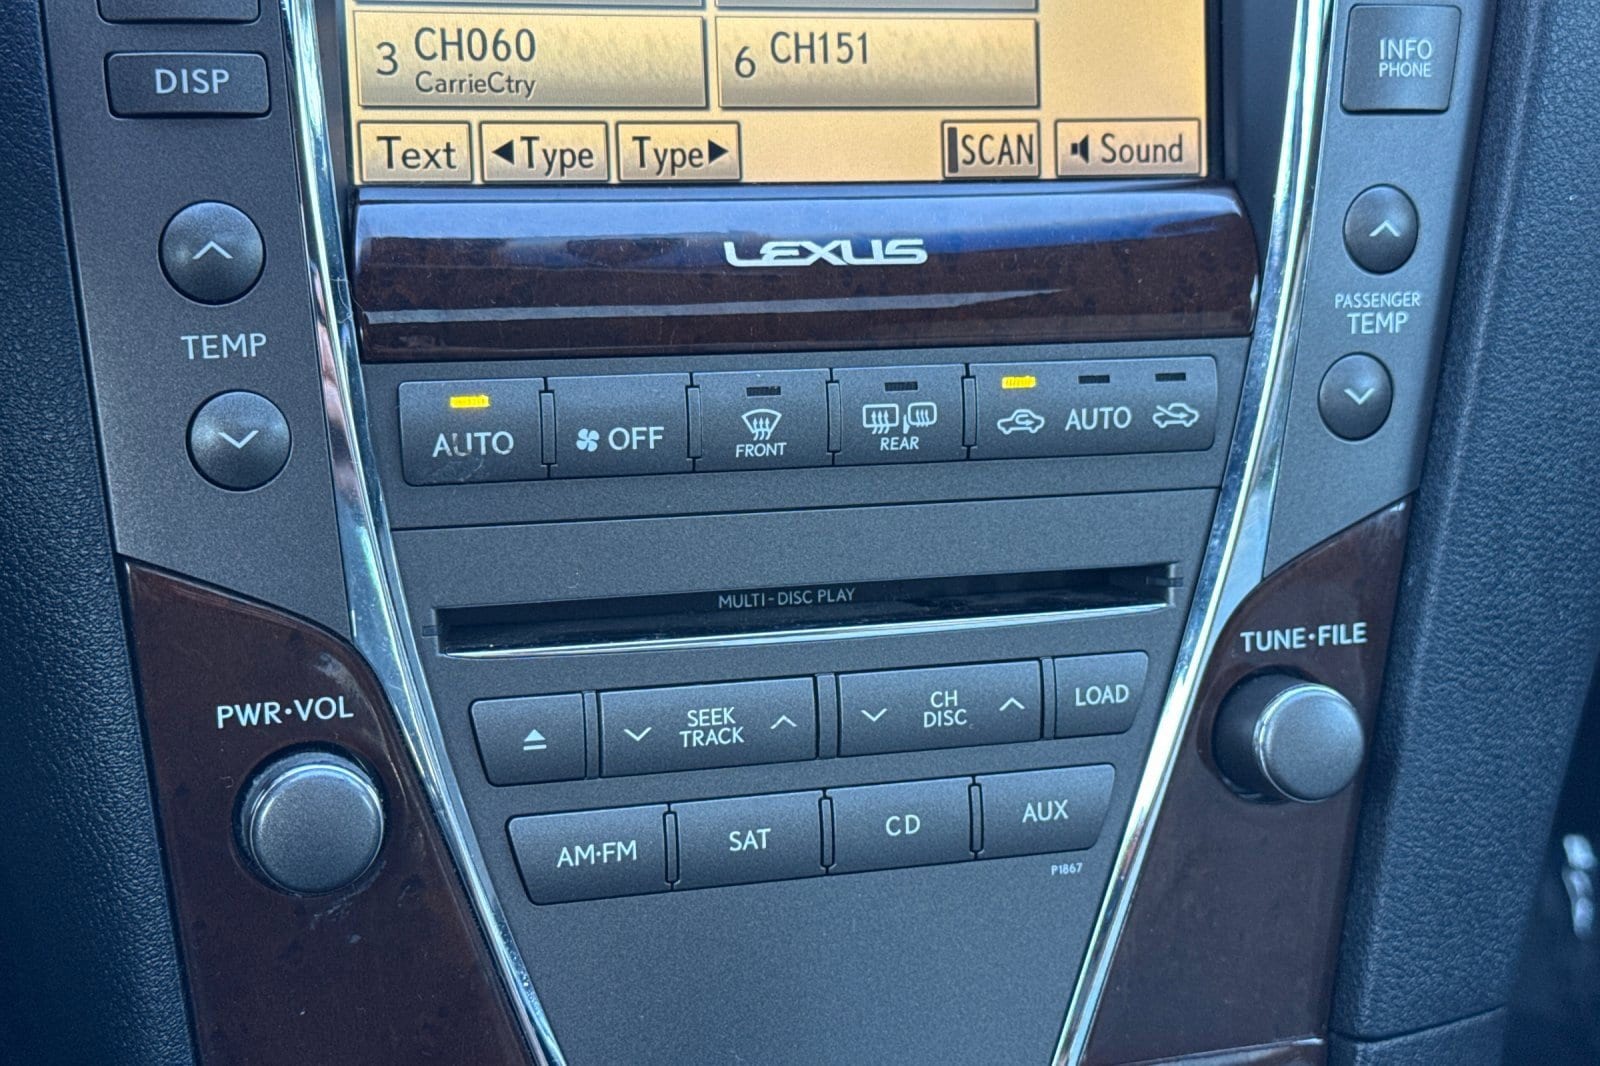 DISP
3 CH060
CarrieCtry
6 CH151
INFO
PHONE
Text
◀Type
Type▶
SCAN
Sound
LEXUS
TEMP
PASSENGER
TEMP
AUTO
OFF
FRONT
REAR
AUTO
MULTI-DISC PLAY
PWR•VOL
TUNE•FILE
SEEK
TRACK
CH
DISC
LOAD
AM•FM
SAT
CD
AUX
P1867